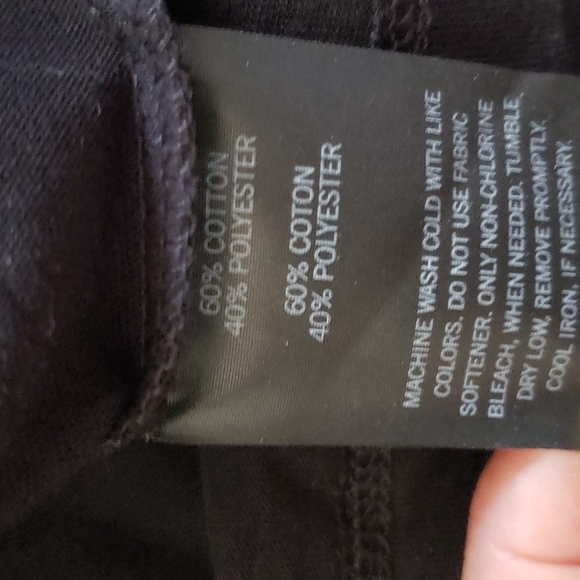 60% COTTON
40% POLYESTER
60% COTON
40% POLYESTER
MACHINE WASH COLD WITH LIKE
COLORS. DO NOT USE FABRIC
SOFTENER. ONLY NON-CHLORINE
BLEACH, WHEN NEEDED. TUMBLE
DRY LOW, REMOVE PROMPTLY.
COOL IRON, IF NECESSARY.